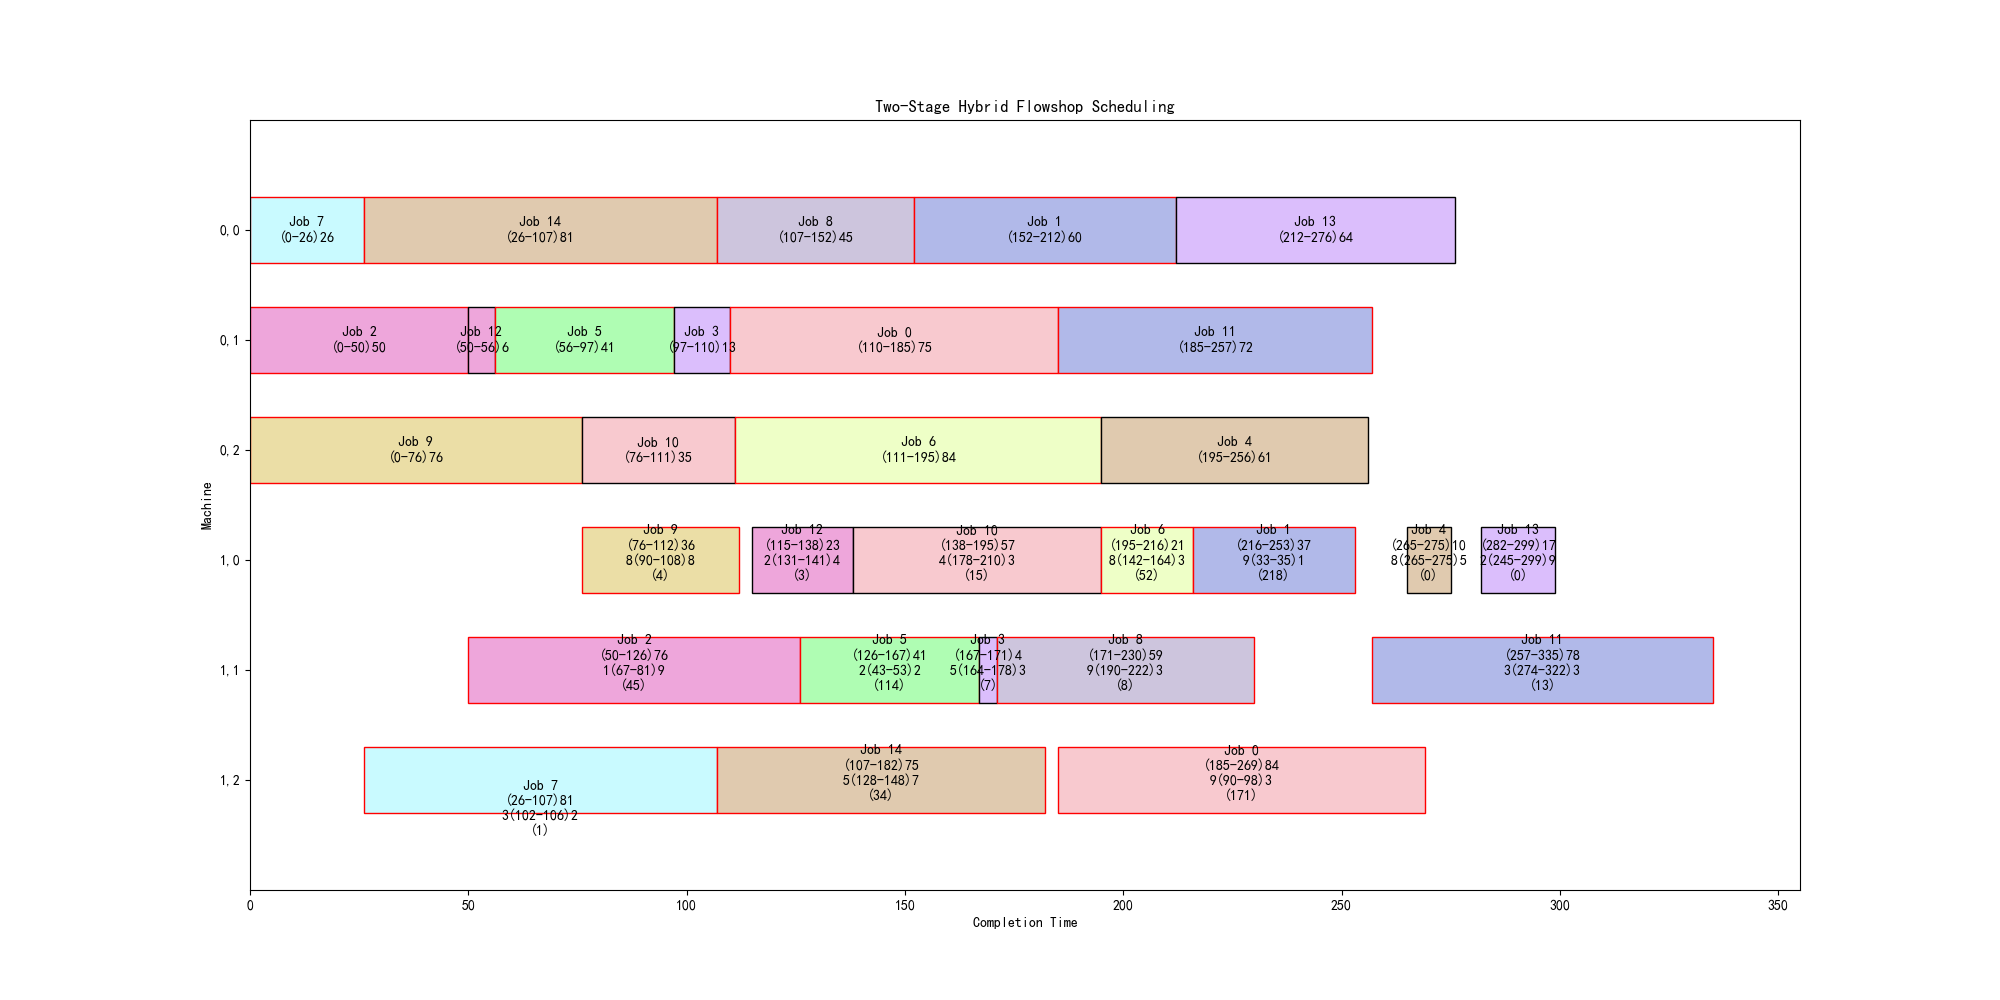 Two-Stage Hybrid Flowshop Scheduling
Machine
0,0
Job 7
(0-26)26
Job 14
(26-107)81
Job 8
(107-152)45
Job 1
(152-212)60
Job 13
(212-276)64
0,1
Job 2
(0-50)50
Job 12
(50-56)6
Job 5
(56-97)41
Job 3
(97-110)13
Job 0
(110-185)75
Job 11
(185-257)72
0,2
Job 9
(0-76)76
Job 10
(76-111)35
Job 6
(111-195)84
Job 4
(195-256)61
1,0
Job 9
(76-112)36
8(90-108)8
(4)
Job 12
(115-138)23
2(131-141)4
(3)
Job 10
(138-195)57
4(178-210)3
(15)
Job 6
(195-216)21
8(142-164)3
(52)
Job 1
(216-253)37
9(33-35)1
(218)
Job 4
(265-275)10
8(265-275)5
(0)
Job 13
(282-299)17
2(245-299)9
(0)
1,1
Job 2
(50-126)76
1(67-81)9
(45)
Job 5
(126-167)41
2(43-53)2
(114)
Job 3
(167-171)4
5(164-178)3
(7)
Job 8
(171-230)59
9(190-222)3
(8)
Job 11
(257-335)78
3(274-322)3
(13)
1,2
Job 7
(26-107)81
3(102-106)2
(1)
Job 14
(107-182)75
5(128-148)7
(34)
Job 0
(185-269)84
9(90-98)3
(171)
0
50
100
150
200
250
300
350
Completion Time